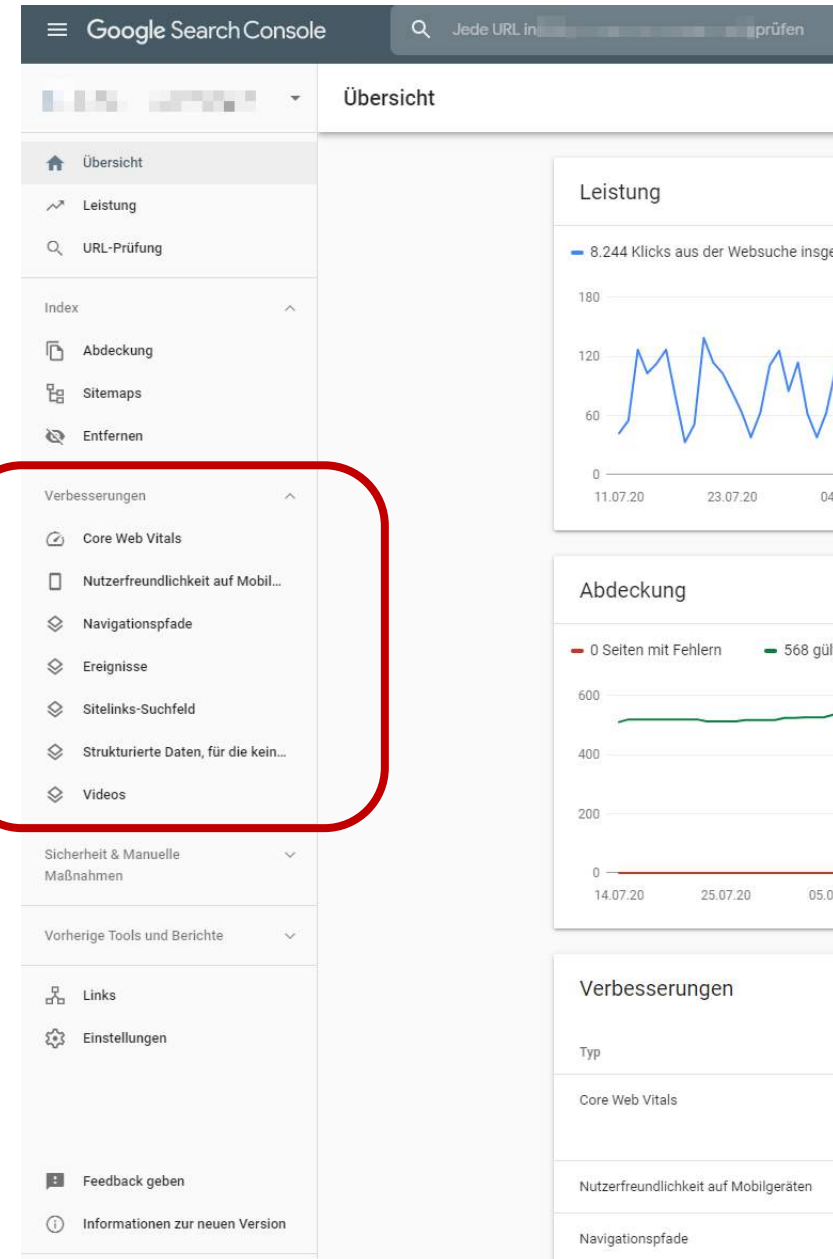 Google Search Console
Jede URL in prüfen
Übersicht
Übersicht
Leistung
URL-Prüfung
Index
Abdeckung
Sitemaps
Entfernen
Verbesserungen
Core Web Vitals
Nutzerfreundlichkeit auf Mobil...
Navigationspfade
Ereignisse
Sitelinks-Suchfeld
Strukturierte Daten, für die kein...
Videos
Sicherheit & Manuelle
Maßnahmen
Vorherige Tools und Berichte
Links
Einstellungen
Feedback geben
Informationen zur neuen Version
Leistung
8.244 Klicks aus der Websuche insge
180
120
60
0
11.07.20 23.07.20 04
Abdeckung
0 Seiten mit Fehlern 568 gül
600
400
200
0
14.07.20 25.07.20 05.0
Verbesserungen
Typ
Core Web Vitals
Nutzerfreundlichkeit auf Mobilgeräten
Navigationspfade